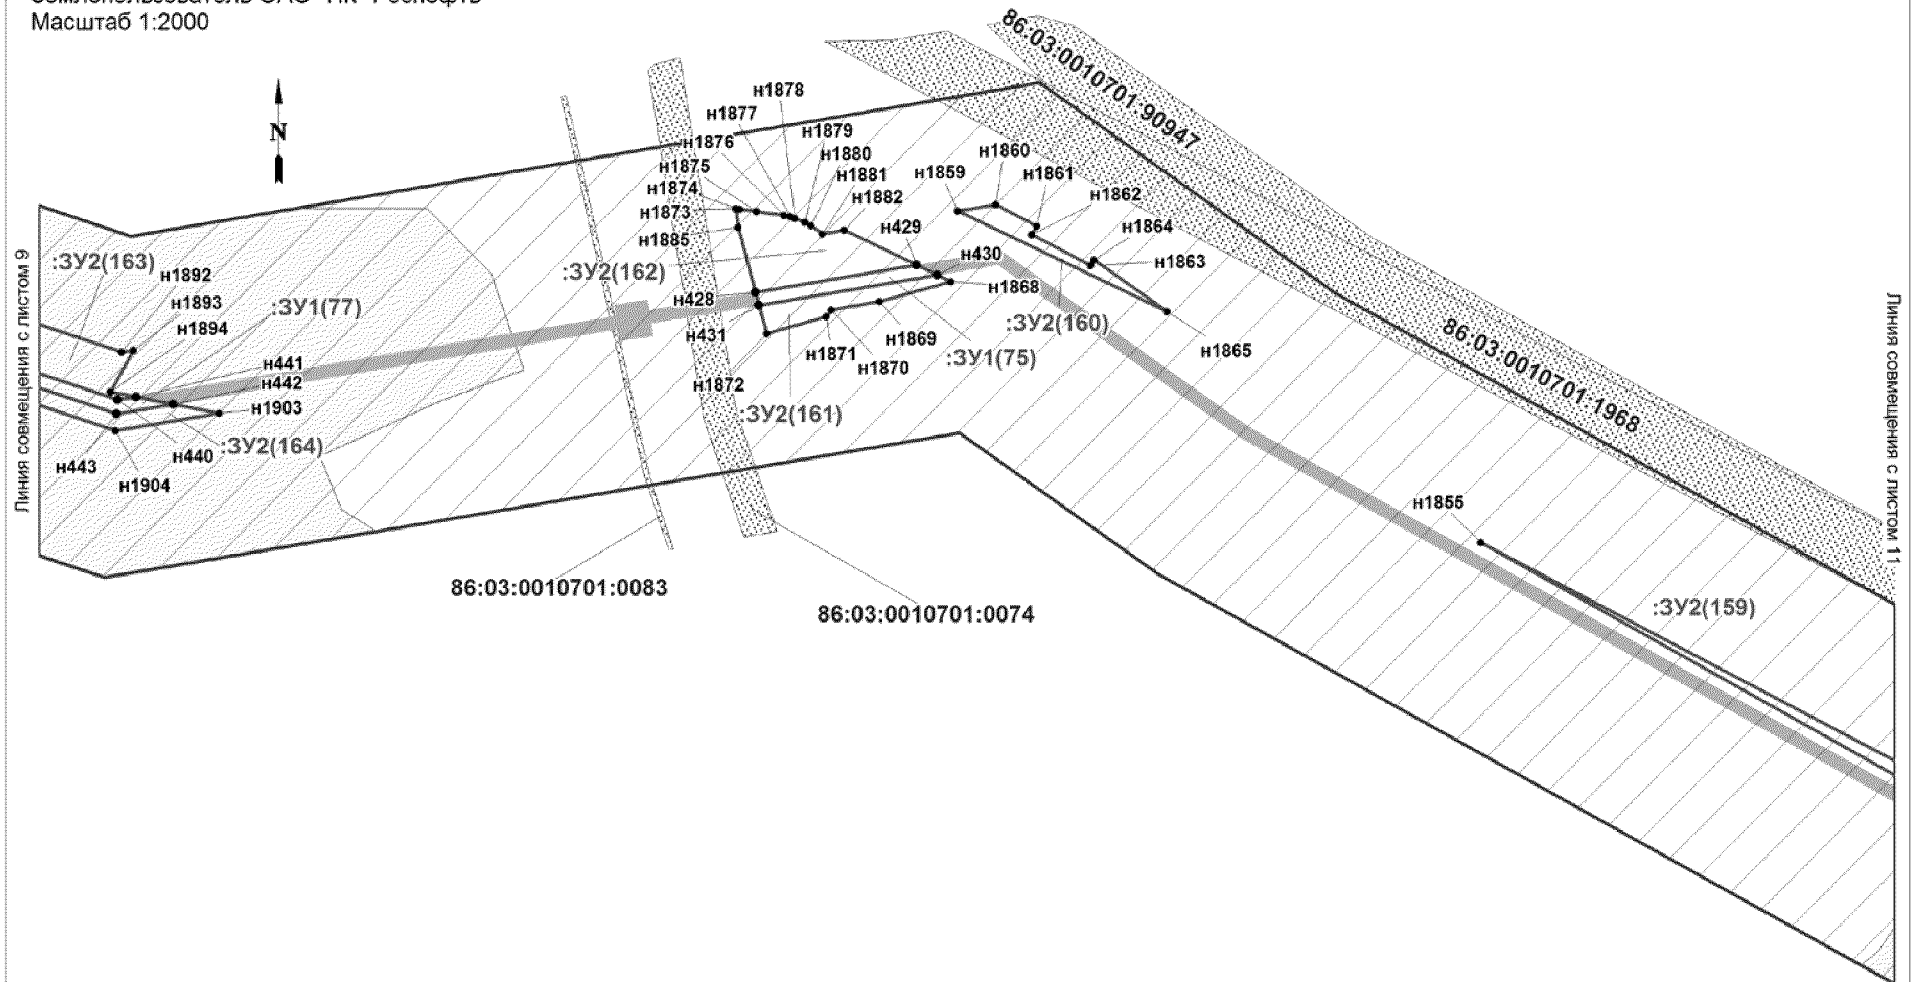 Масштаб 1:2000
86:03:0010701:90947
N
н1878
н1877
н1879
н1876
н1880
н1875
н1881
н1874
н1882
н1873
н1885
н429
н1860
н1859
н1861
н1862
н1864
н1863
н430
н1868
:ЗУ2(162)
н428
н431
:ЗУ2(160)
н1865
н1869
н1871
н1870
:ЗУ1(75)
н1872
:ЗУ2(161)
Линия совмещения с листом 9
:ЗУ2(163)
н1892
н1893
:ЗУ1(77)
н1894
н441
н442
н1903
:ЗУ2(164)
н440
н443
н1904
86:03:0010701:1968
Линия совмещения с листом 11
н1855
:ЗУ2(159)
86:03:0010701:0083
86:03:0010701:0074